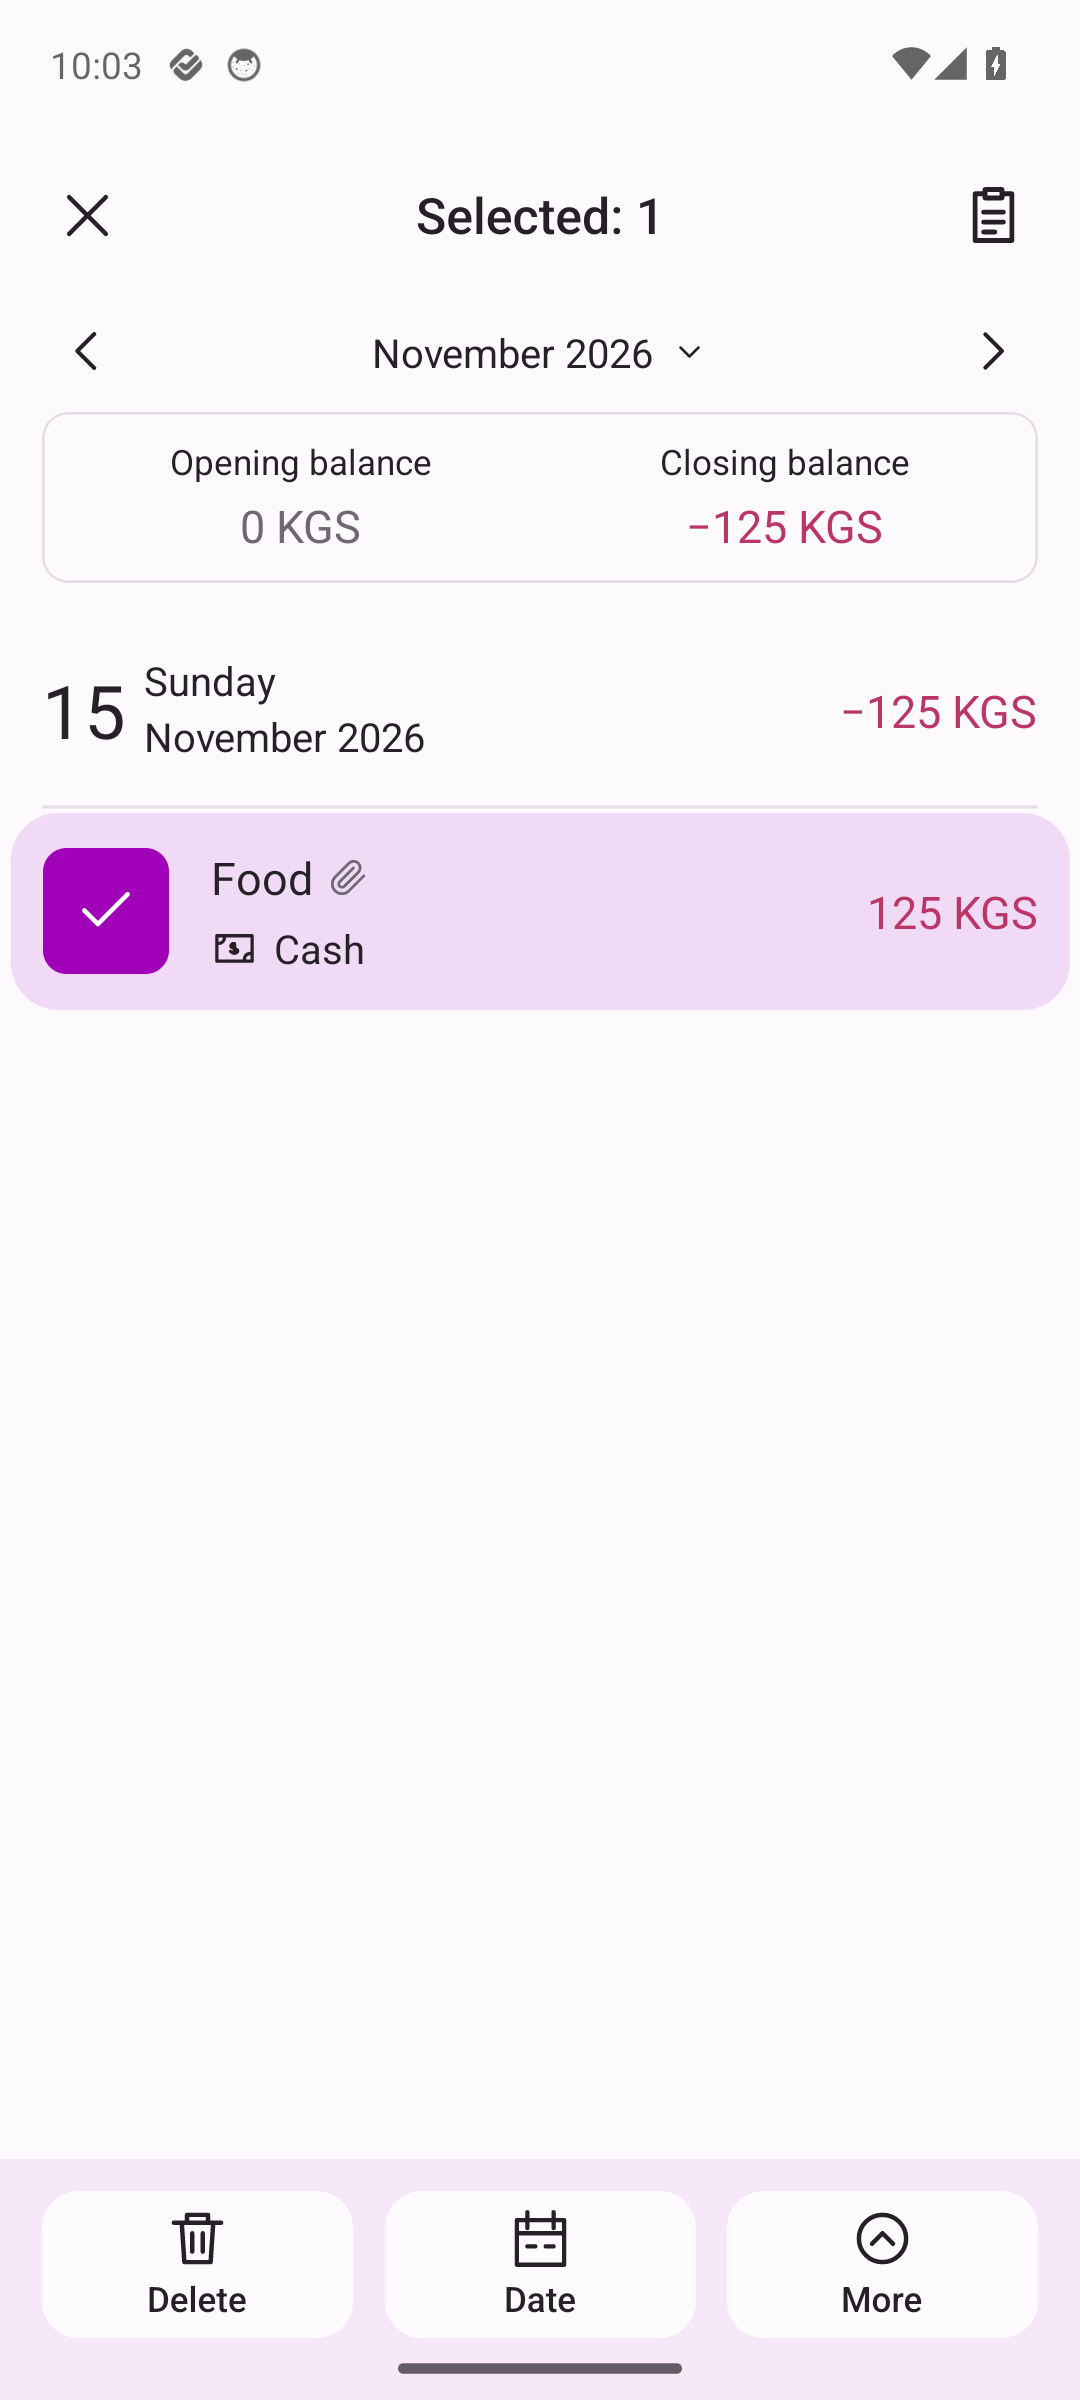 10:03
Selected: 1
November 2026
Opening balance
Closing balance
0 KGS
−125 KGS
15
Sunday
November 2026
−125 KGS
Food
125 KGS
Cash
Delete
Date
More